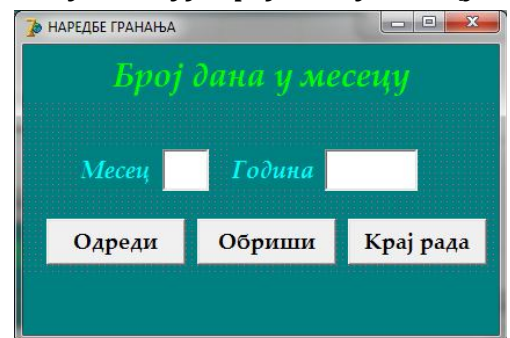 НАРЕДБЕ ГРАНАЊА
Број дана у месецу
Месец Година
Одреди Обриши Крај рада